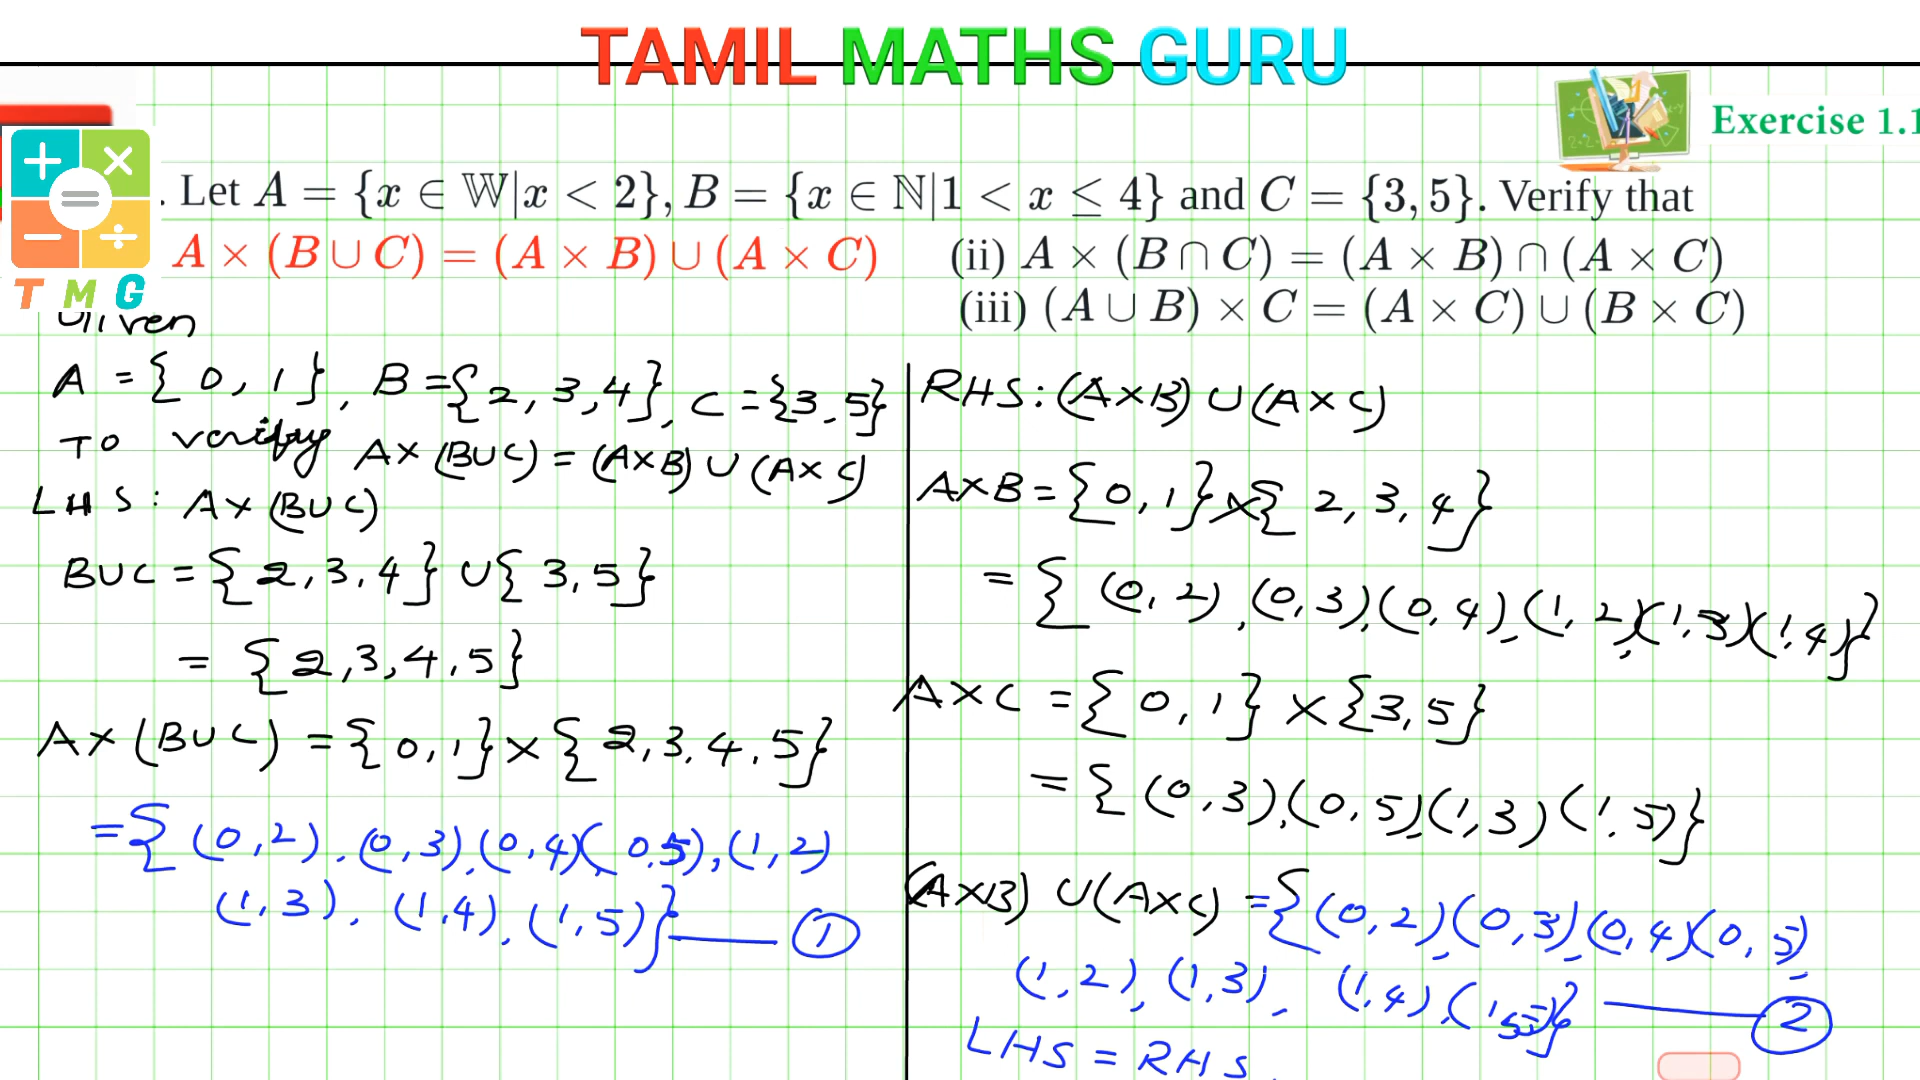 TAMIL MATHS GURU
Exercise 1.1
. Let A = {x ∈ 𝕎|x < 2}, B = {x ∈ ℕ|1 < x ≤ 4} and C = {3, 5}. Verify that
A × (B ∪ C) = (A × B) ∪ (A × C) (ii) A × (B ∩ C) = (A × B) ∩ (A × C)
T M G
(iii) (A ∪ B) × C = (A × C) ∪ (B × C)
Given
A = {0, 1}, B = {2, 3, 4}, C = {3, 5}
To verify A×(B∪C) = (A×B) ∪ (A×C)
LHS: A×(B∪C)
B∪C = {2, 3, 4} ∪ {3, 5}
= {2, 3, 4, 5}
A×(B∪C) = {0, 1} × {2, 3, 4, 5}
= {(0, 2), (0, 3), (0, 4), (0, 5), (1, 2)
(1, 3), (1, 4), (1, 5)} —— ①
RHS: (A×B) ∪ (A×C)
A×B = {0, 1} × {2, 3, 4}
= {(0, 2), (0, 3), (0, 4), (1, 2), (1, 3) (1, 4)}
A×C = {0, 1} × {3, 5}
= {(0, 3), (0, 5), (1, 3) (1, 5)}
(A×B) ∪ (A×C) = {(0, 2), (0, 3), (0, 4) (0, 5),
(1, 2), (1, 3), (1, 4), (1, 5)} —— ②
LHS = RHS.